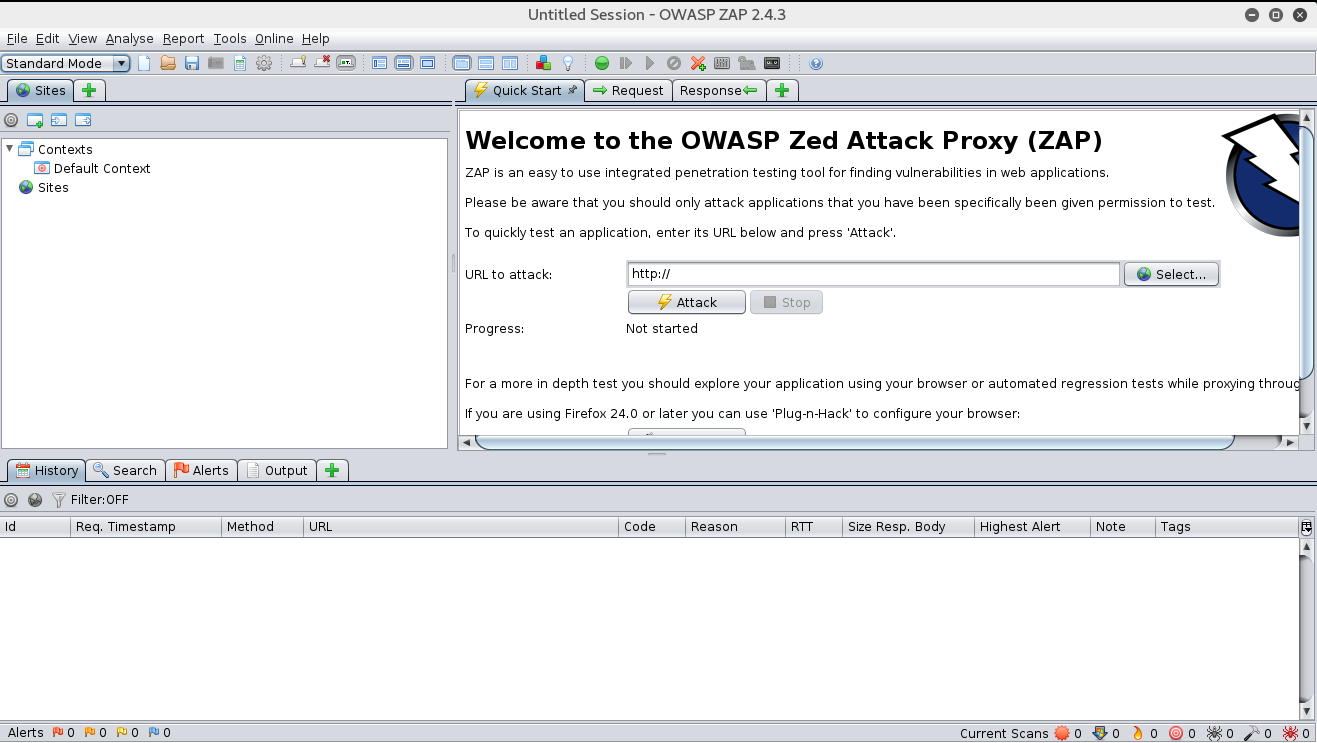 Untitled Session - OWASP ZAP 2.4.3
File Edit View Analyse Report Tools Online Help
Standard Mode
Sites
Quick Start Request Response
Contexts
Default Context
Sites
Welcome to the OWASP Zed Attack Proxy (ZAP)
ZAP is an easy to use integrated penetration testing tool for finding vulnerabilities in web applications.
Please be aware that you should only attack applications that you have been specifically been given permission to test.
To quickly test an application, enter its URL below and press 'Attack'.
URL to attack: http:// Select...
Attack Stop
Progress: Not started
For a more in depth test you should explore your application using your browser or automated regression tests while proxying throug
If you are using Firefox 24.0 or later you can use 'Plug-n-Hack' to configure your browser:
History Search Alerts Output
Filter:OFF
Id Req. Timestamp Method URL Code Reason RTT Size Resp. Body Highest Alert Note Tags
Alerts 0 0 0 0 Current Scans 0 0 0 0 0 0 0